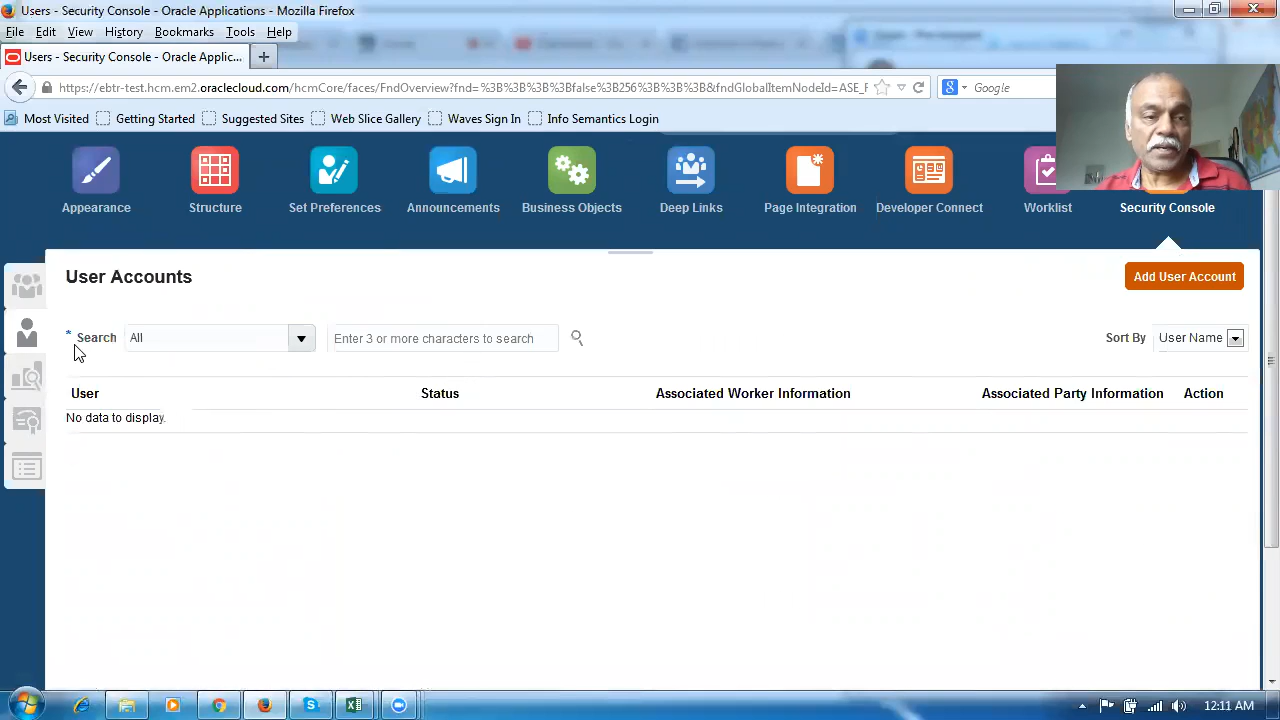 Users - Security Console - Oracle Applications - Mozilla Firefox
File Edit View History Bookmarks Tools Help
Users - Security Console - Oracle Applic... +
https://ebtr-test.hcm.em2.oraclecloud.com/hcmCore/faces/FndOverview?fnd=%3B%3B%3B%3Bfalse%3B256%3B%3B%3B&fndGlobalItemNodeId=ASE_F
Google
Most Visited Getting Started Suggested Sites Web Slice Gallery Waves Sign In Info Semantics Login
Appearance Structure Set Preferences Announcements Business Objects Deep Links Page Integration Developer Connect Worklist Security Console
User Accounts
Add User Account
* Search All Enter 3 or more characters to search Sort By User Name
User Status Associated Worker Information Associated Party Information Action
No data to display.
12:11 AM